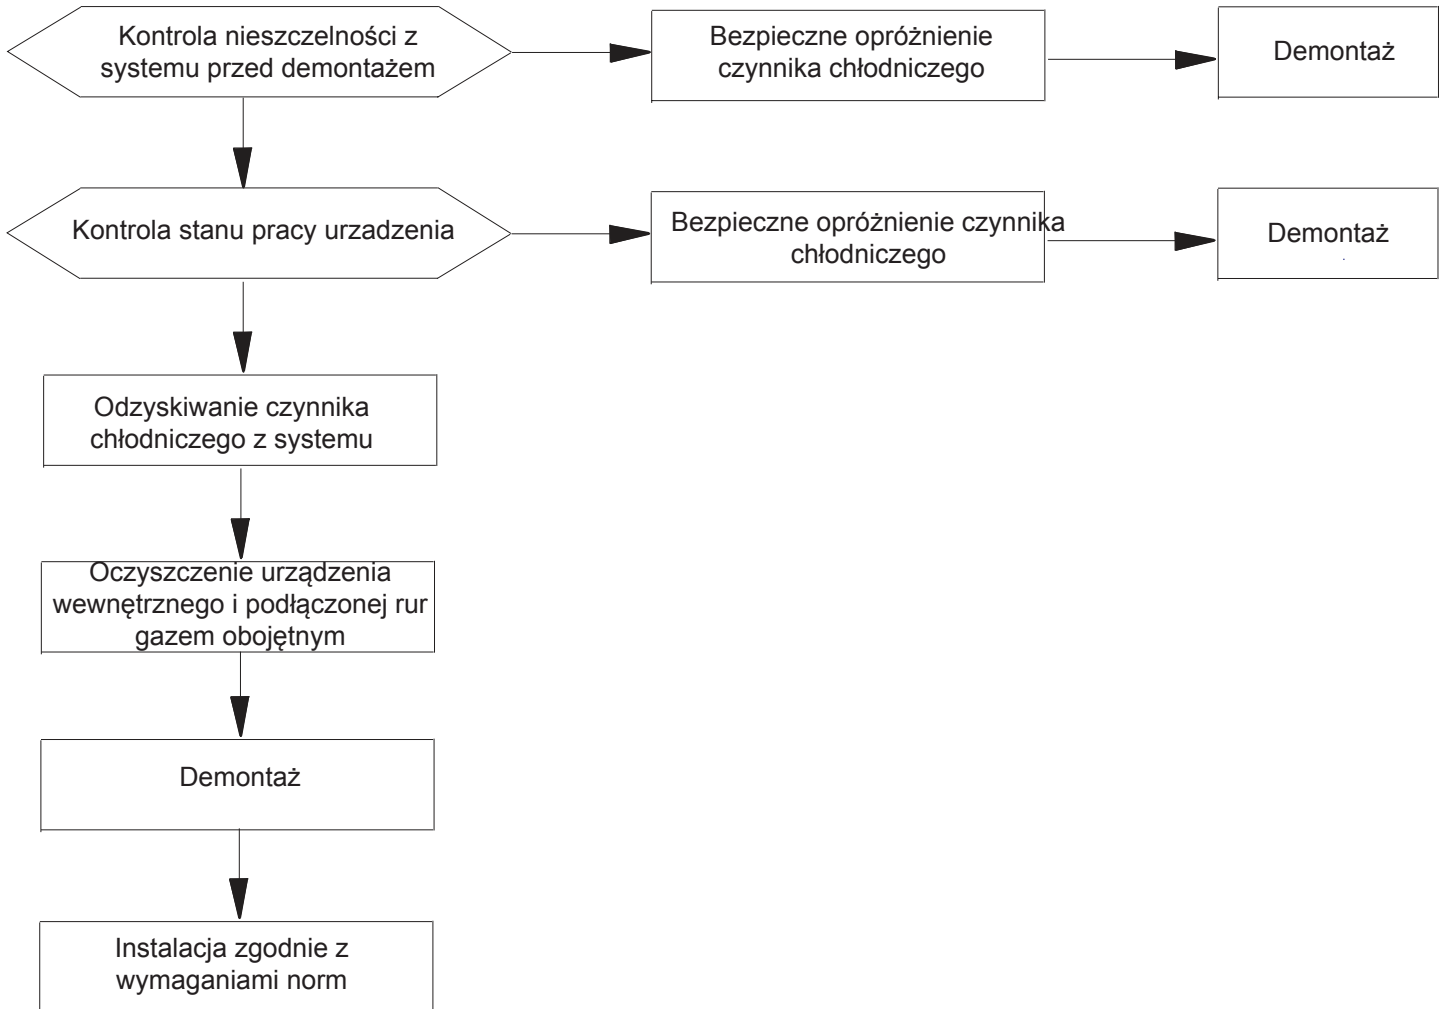 Kontrola nieszczelności z
systemu przed demontażem
Bezpieczne opróżnienie
czynnika chłodniczego
Demontaż
Kontrola stanu pracy urzadzenia
Bezpieczne opróżnienie czynnika
chłodniczego
Demontaż
Odzyskiwanie czynnika
chłodniczego z systemu
Oczyszczenie urządzenia
wewnętrznego i podłączonej rur
gazem obojętnym
Demontaż
Instalacja zgodnie z
wymaganiami norm